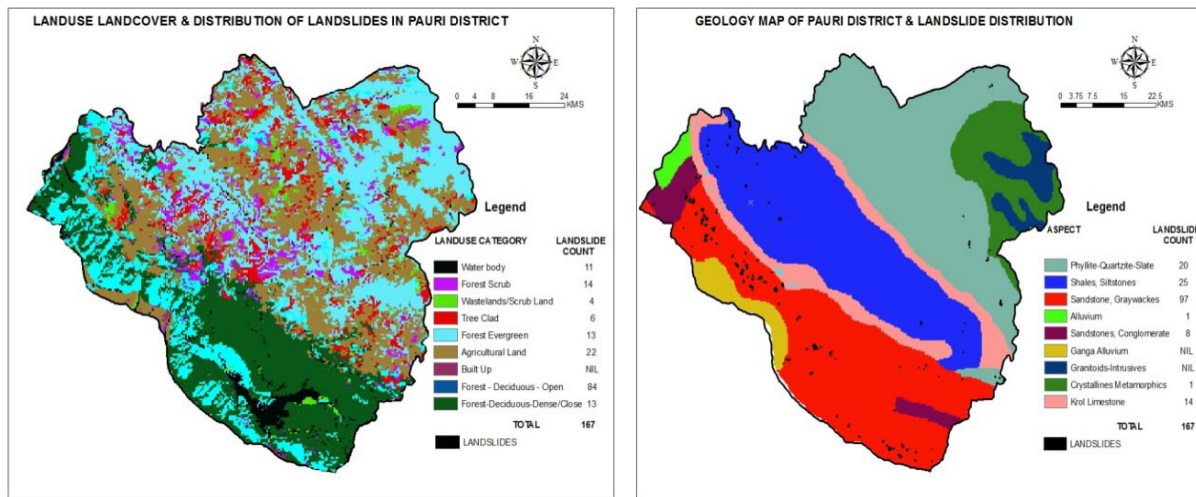 LANDUSE LANDCOVER & DISTRIBUTION OF LANDSLIDES IN PAURI DISTRICT
N
W E
S
0 4 8 16 24
KMS
Legend
LANDUSE CATEGORY LANDSLIDE COUNT
Water body 11
Forest Scrub 14
Wastelands/Scrub Land 4
Tree Clad 6
Forest Evergreen 13
Agricultural Land 22
Built Up NIL
Forest - Deciduous - Open 84
Forest-Deciduous-Dense/Close 13
TOTAL 167
LANDSLIDES
GEOLOGY MAP OF PAURI DISTRICT & LANDSLIDE DISTRIBUTION
N
W E
S
0 3.75 7.5 15 22.5
KMS
Legend
ASPECT LANDSLIDE COUNT
Phyllite-Quartzite-Slate 20
Shales, Siltstones 25
Sandstone, Graywackes 97
Alluvium 1
Sandstones, Conglomerate 8
Ganga Alluvium NIL
Granitoids-Intrusives NIL
Crystallines Metamorphics 1
Krol Limestone 14
TOTAL 167
LANDSLIDES